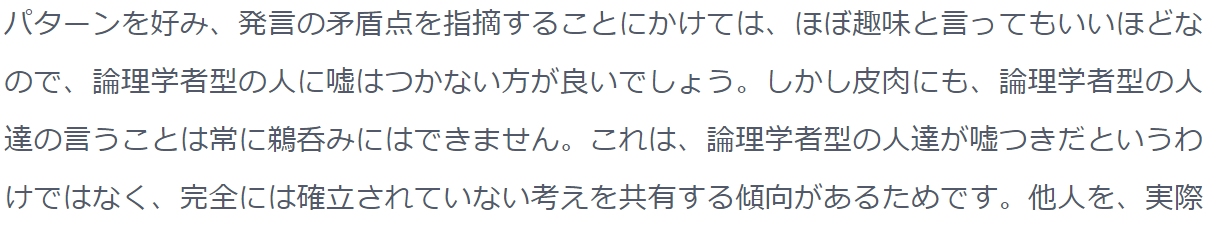 パターンを好み、発言の矛盾点を指摘することにかけては、ほぼ趣味と言ってもいいほどな
ので、論理学者型の人に嘘はつかない方が良いでしょう。しかし皮肉にも、論理学者型の人
達の言うことは常に鵜呑みにはできません。これは、論理学者型の人達が嘘つきだというわ
けではなく、完全には確立されていない考えを共有する傾向があるためです。他人を、実際